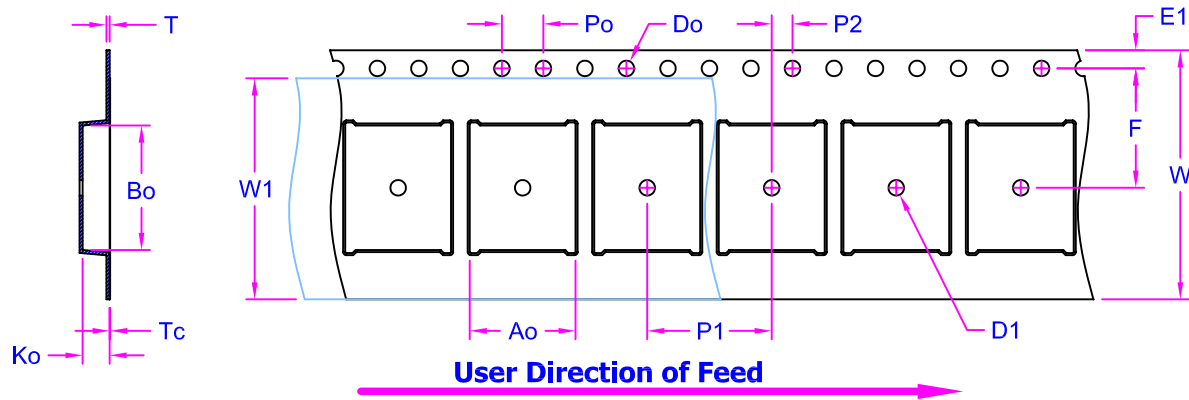 T
Po
Do
P2
E1
F
W1
Bo
W
Ao
P1
D1
Tc
Ko
User Direction of Feed